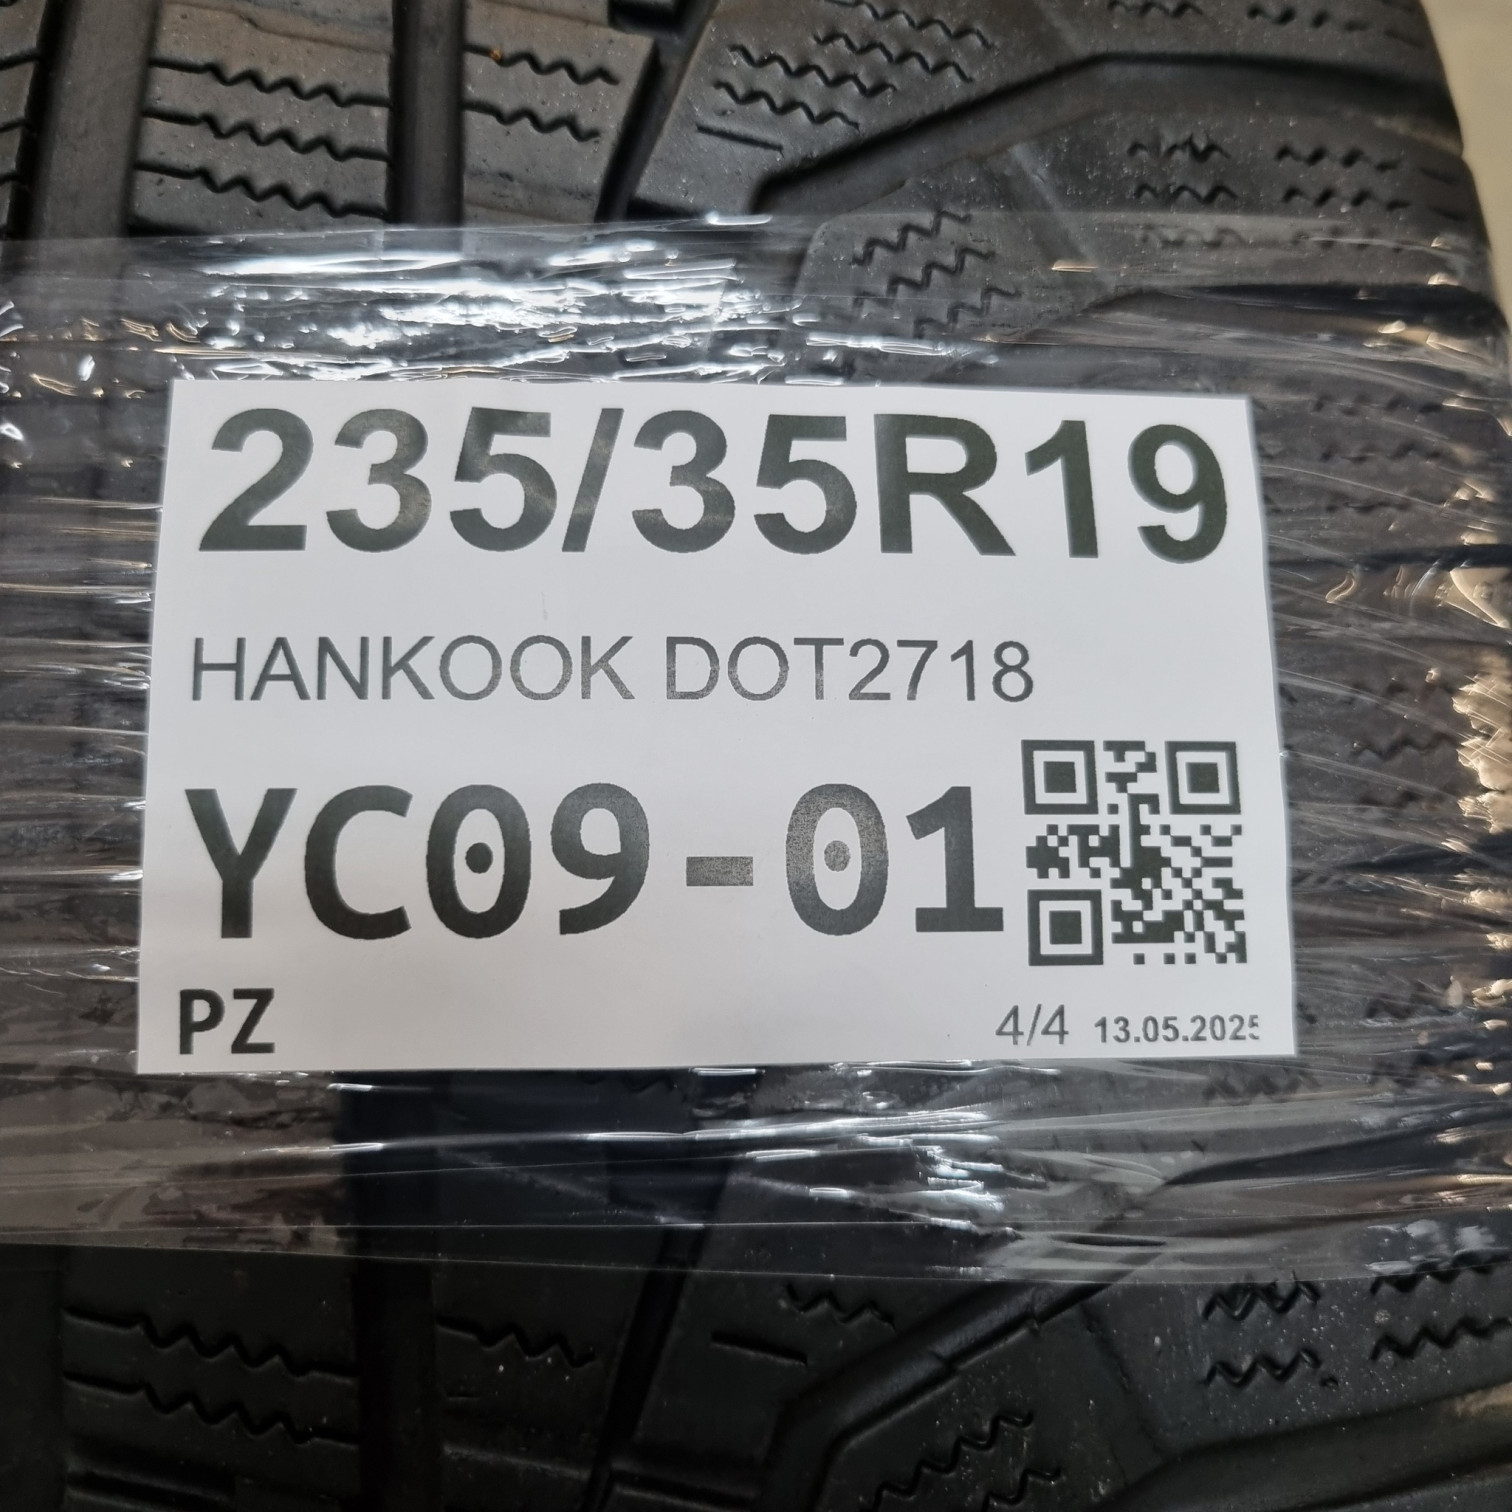 235/35R19
HANKOOK DOT2718
YC09-01
PZ
4/4 13.05.2025